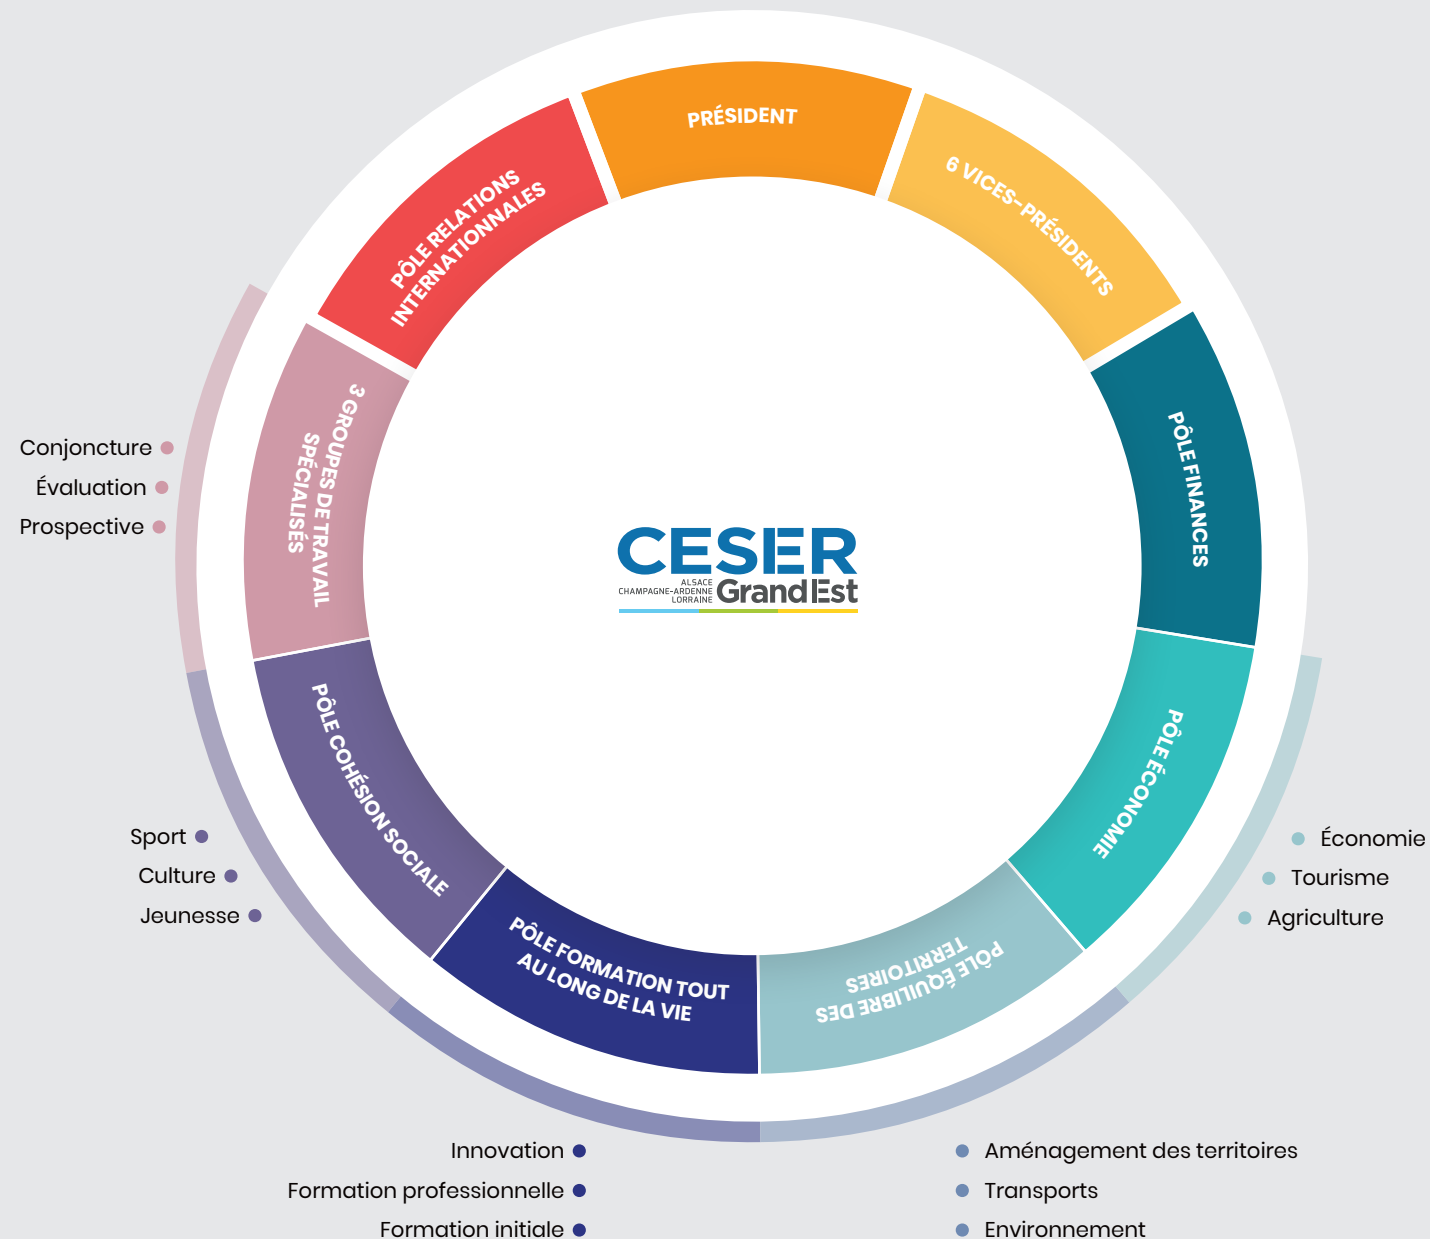 PRÉSIDENT
6 VICES-PRÉSIDENTS
PÔLE FINANCES
PÔLE ÉCONOMIE
Économie
Tourisme
Agriculture
PÔLE ÉQUILIBRE DES
TERRITOIRES
Aménagement des territoires
Transports
Environnement
PÔLE FORMATION TOUT
AU LONG DE LA VIE
Innovation
Formation professionnelle
Formation initiale
PÔLE COHÉSION SOCIALE
Sport
Culture
Jeunesse
3 GROUPES DE TRAVAIL
SPÉCIALISÉS
Conjoncture
Évaluation
Prospective
PÔLE RELATIONS
INTERNATIONNALES
CESER
ALSACE
CHAMPAGNE-ARDENNE
LORRAINE
Grand Est